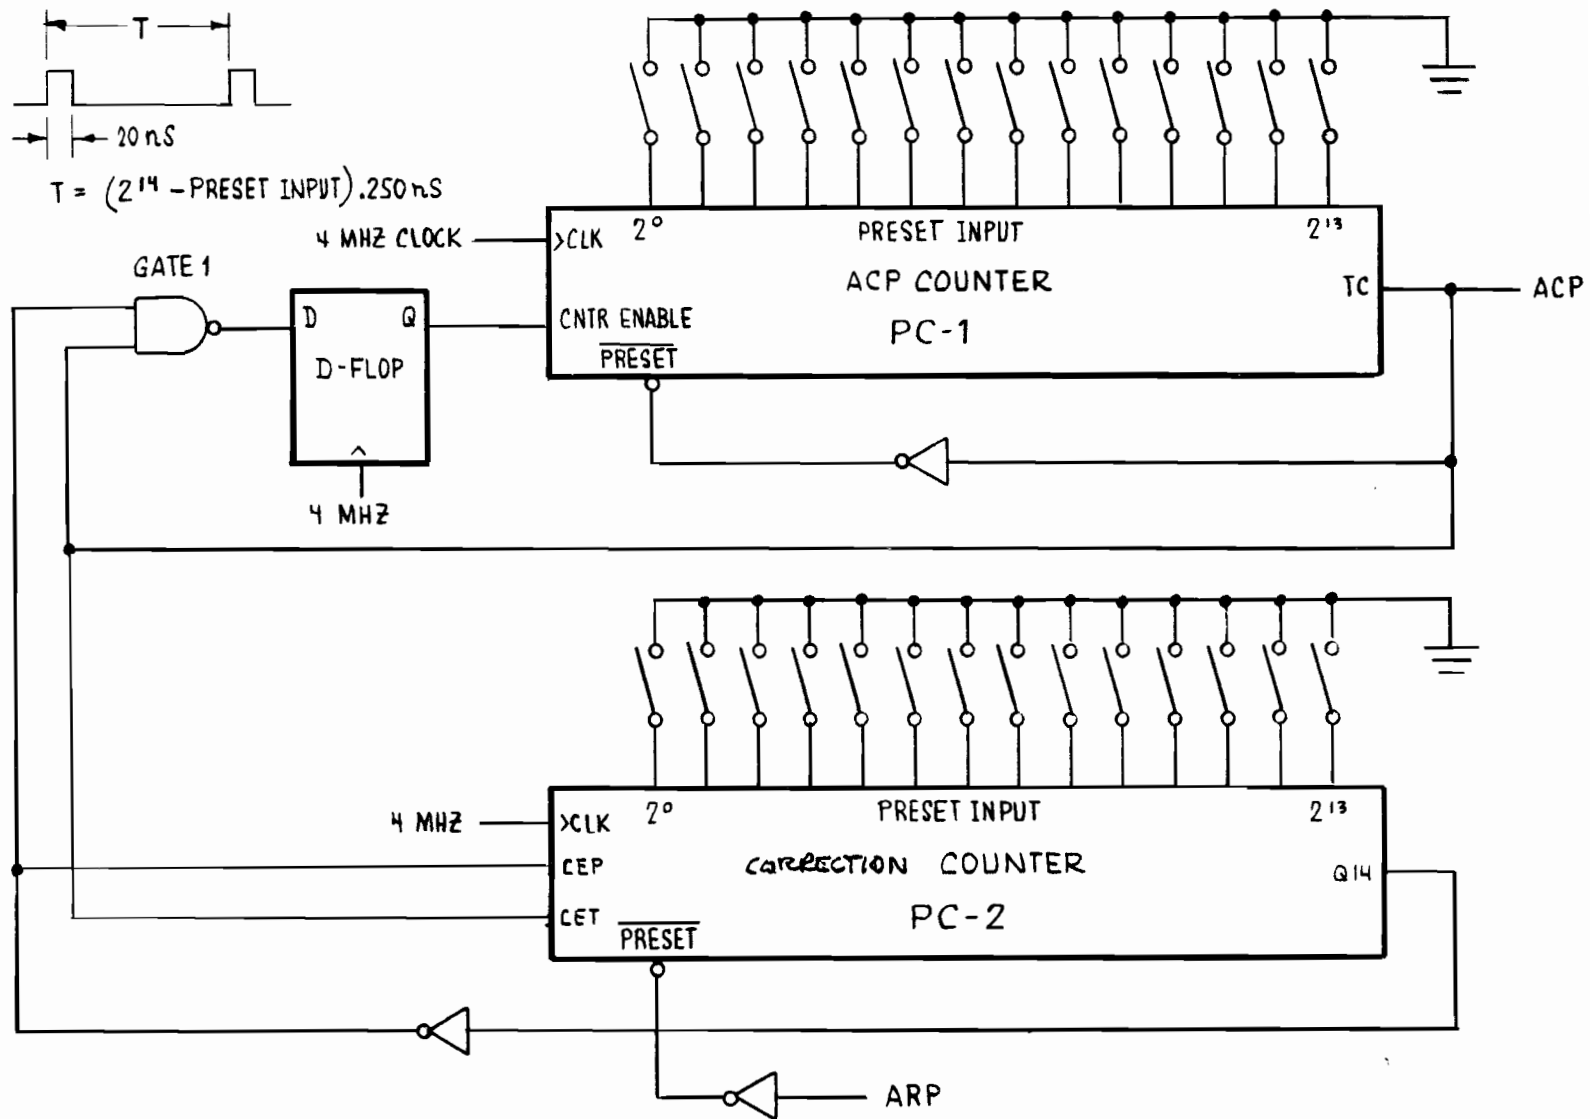 T
20 nS
T = (2¹⁴ - PRESET INPUT).250 nS
4 MHZ CLOCK
>CLK
2⁰
PRESET INPUT
2¹³
ACP COUNTER
TC
ACP
GATE 1
D
Q
CNTR ENABLE
PC-1
D-FLOP
PRESET
4 MHZ
4 MHZ
>CLK
2⁰
PRESET INPUT
2¹³
CEP
CORRECTION COUNTER
Q14
CET
PC-2
PRESET
ARP